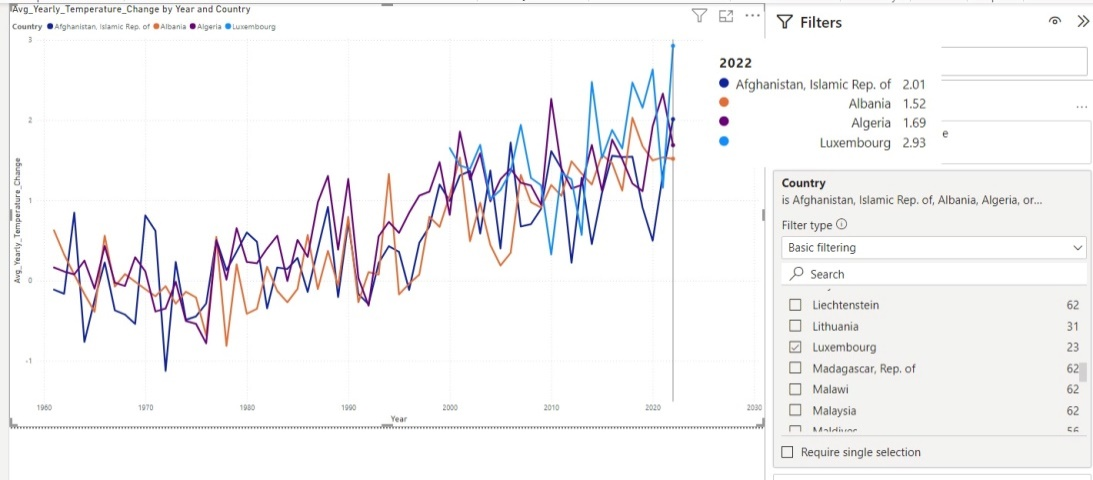 Avg_Yearly_Temperature_Change by Year and Country
Country Afghanistan, Islamic Rep. of Albania Algeria Luxembourg
3
2
1
0
-1
Avg_Yearly_Temperature_Change
1960 1970 1980 1990 2000 2010 2020 2030
Year
2022
Afghanistan, Islamic Rep. of 2.01
Albania 1.52
Algeria 1.69
Luxembourg 2.93
Filters
e
Country
is Afghanistan, Islamic Rep. of, Albania, Algeria, or...
Filter type
Basic filtering
Search
Liechtenstein 62
Lithuania 31
Luxembourg 23
Madagascar, Rep. of 62
Malawi 62
Malaysia 62
Maldives 56
Require single selection